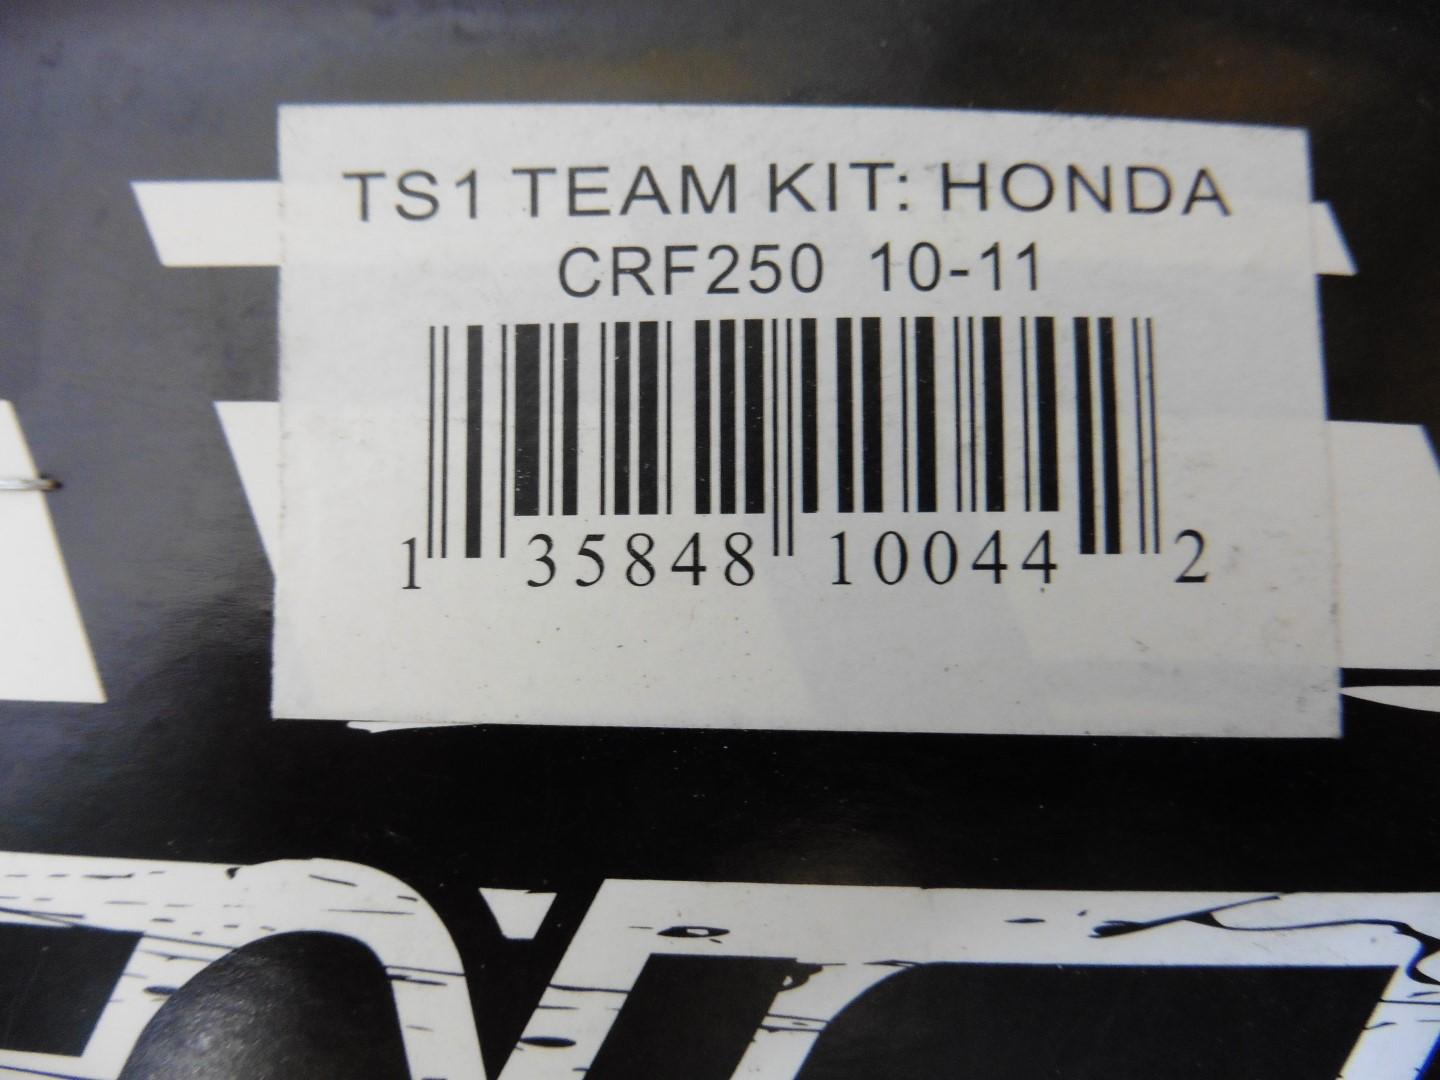 TS1 TEAM KIT: HONDA
CRF250 10-11
1 35848 10044 2